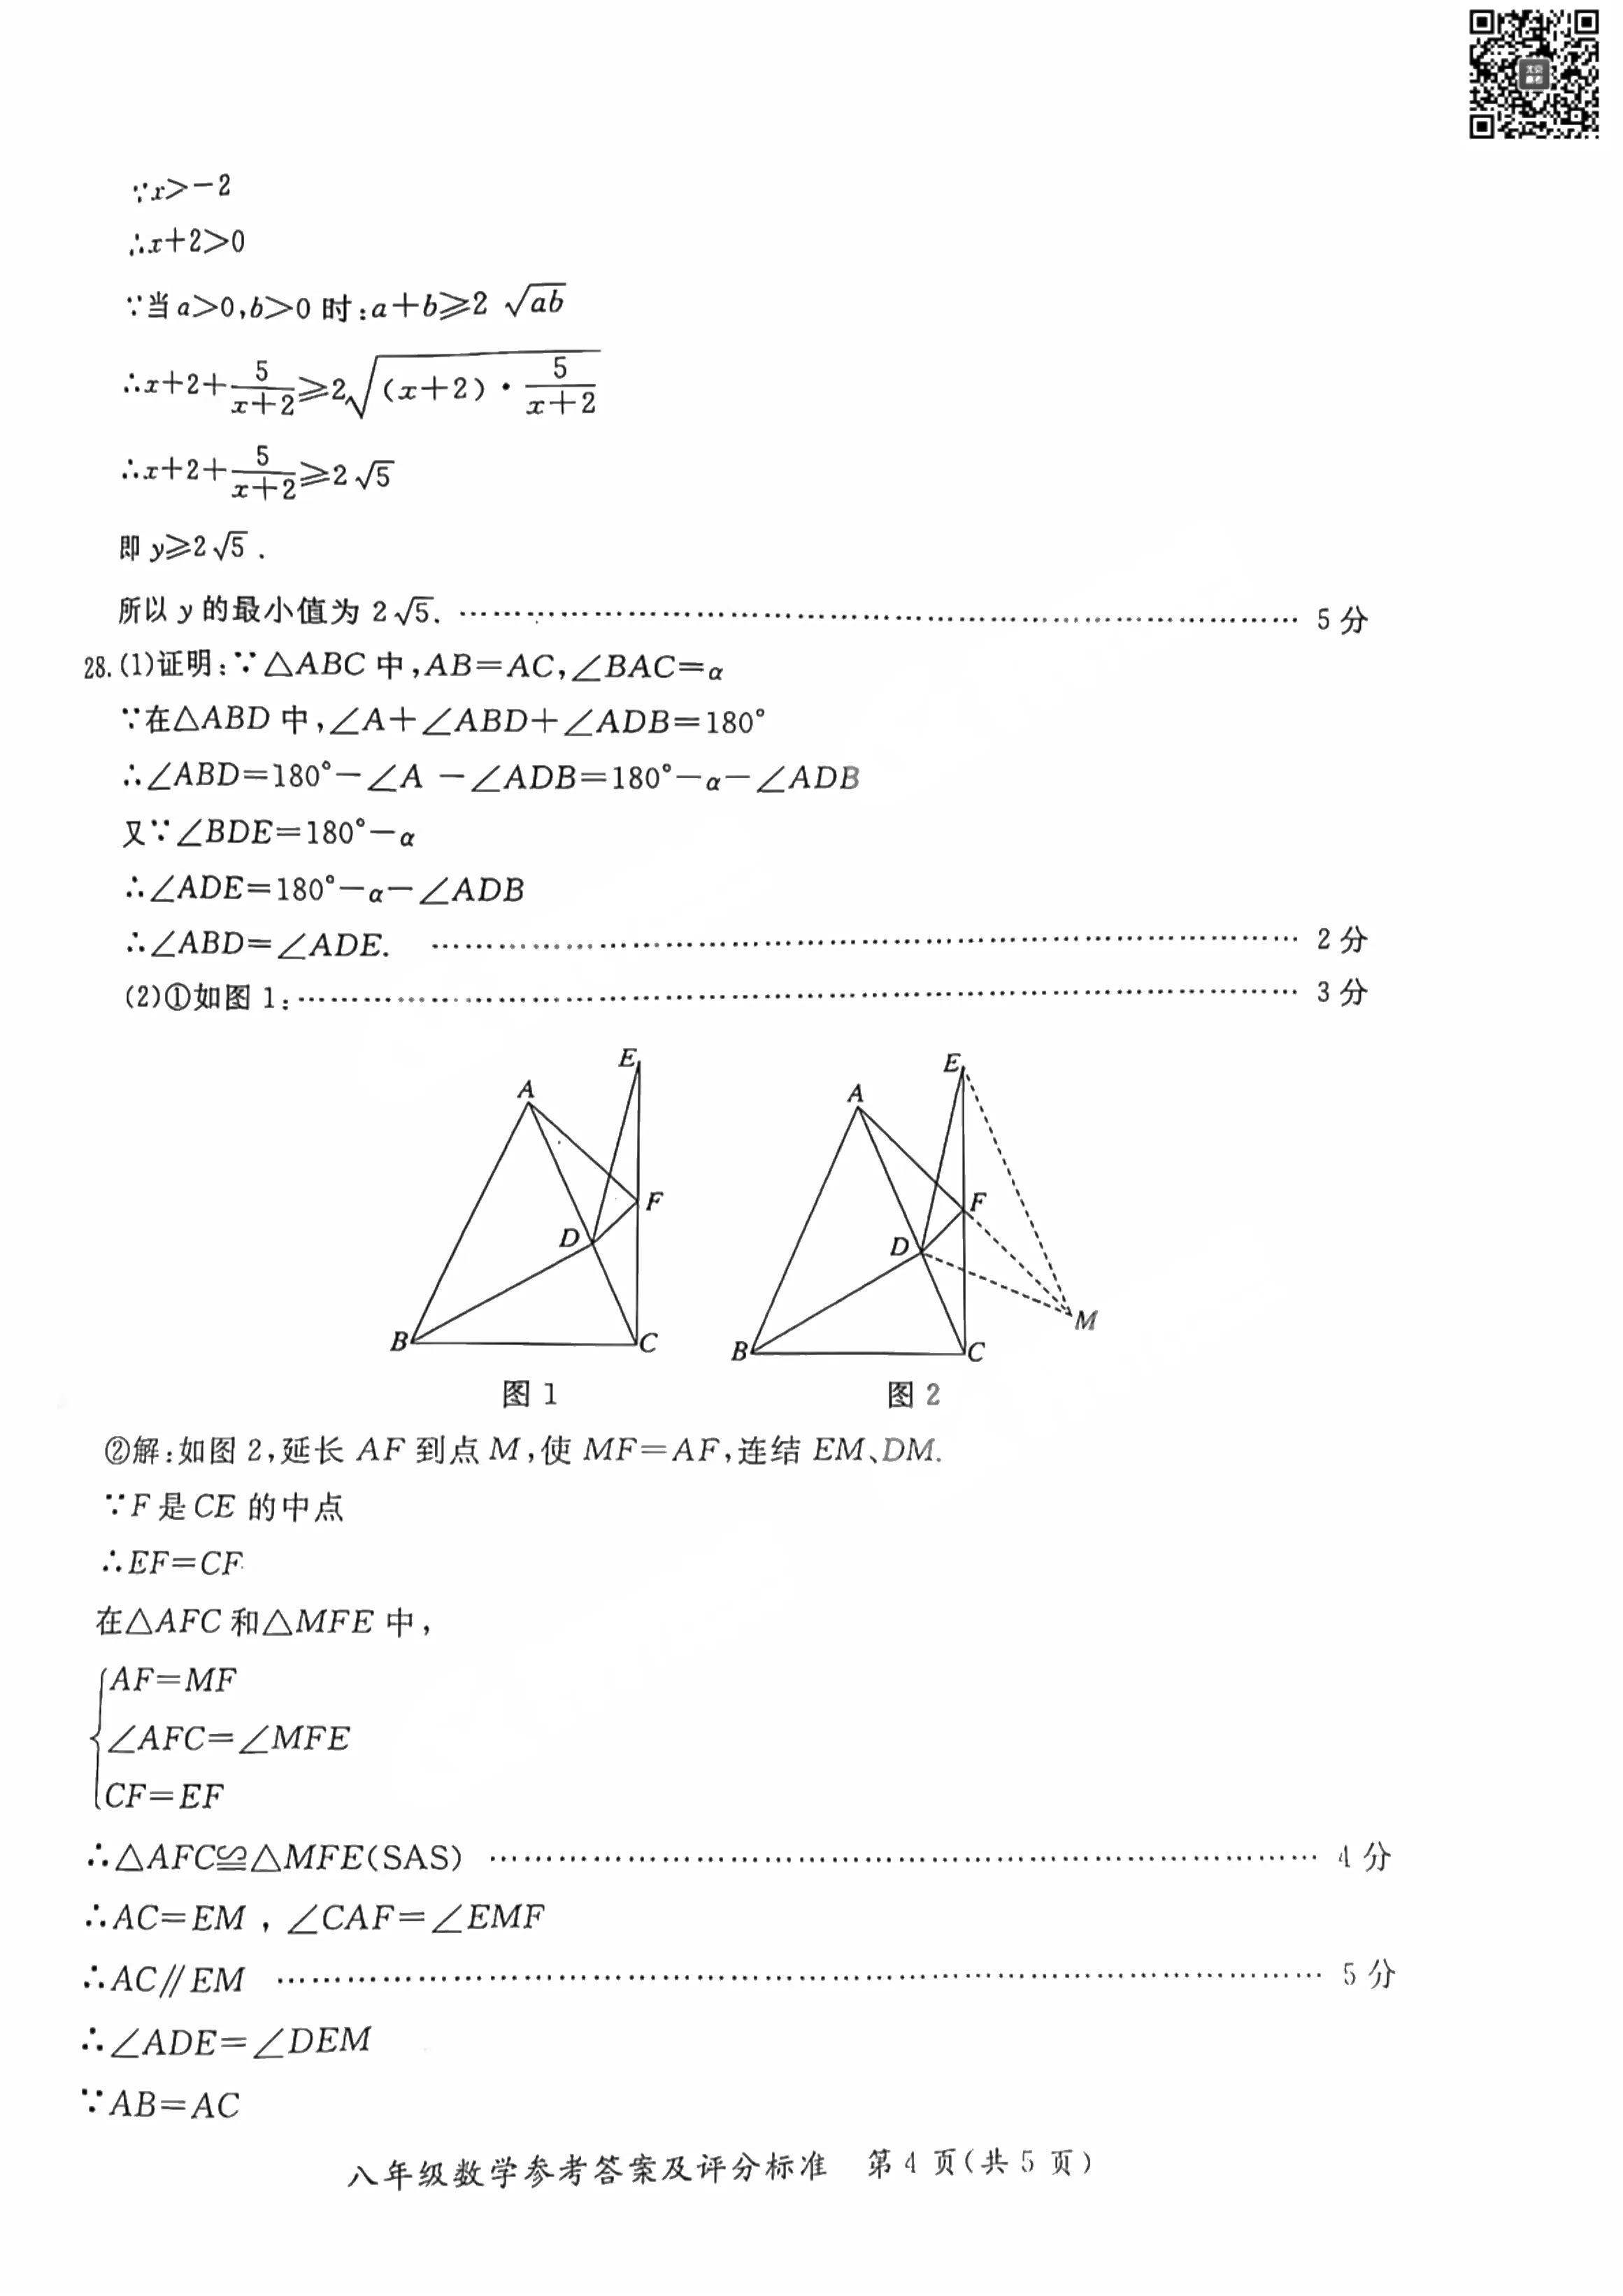 ∵x>−2
∴x+2>0
∵当a>0,b>0时:a+b⩾2√ab
∴x+2+5/(x+2)⩾2√((x+2)·5/(x+2))
∴x+2+5/(x+2)⩾2√5
即y⩾2√5.
所以y的最小值为2√5. …… 5分
28.(1)证明:∵△ABC中,AB=AC,∠BAC=α
∵在△ABD中,∠A+∠ABD+∠ADB=180°
∴∠ABD=180°−∠A−∠ADB=180°−α−∠ADB
又∵∠BDE=180°−α
∴∠ADE=180°−α−∠ADB
∴∠ABD=∠ADE. …… 2分
(2)①如图1:…… 3分
A E F D B C
图1
A E F D B C M
图2
②解:如图2,延长AF到点M,使MF=AF,连结EM、DM.
∵F是CE的中点
∴EF=CF
在△AFC和△MFE中,
AF=MF
∠AFC=∠MFE
CF=EF
∴△AFC≌△MFE(SAS) …… 4分
∴AC=EM,∠CAF=∠EMF
∴AC∥EM …… 5分
∴∠ADE=∠DEM
∵AB=AC
八年级数学参考答案及评分标准 第4页(共5页)